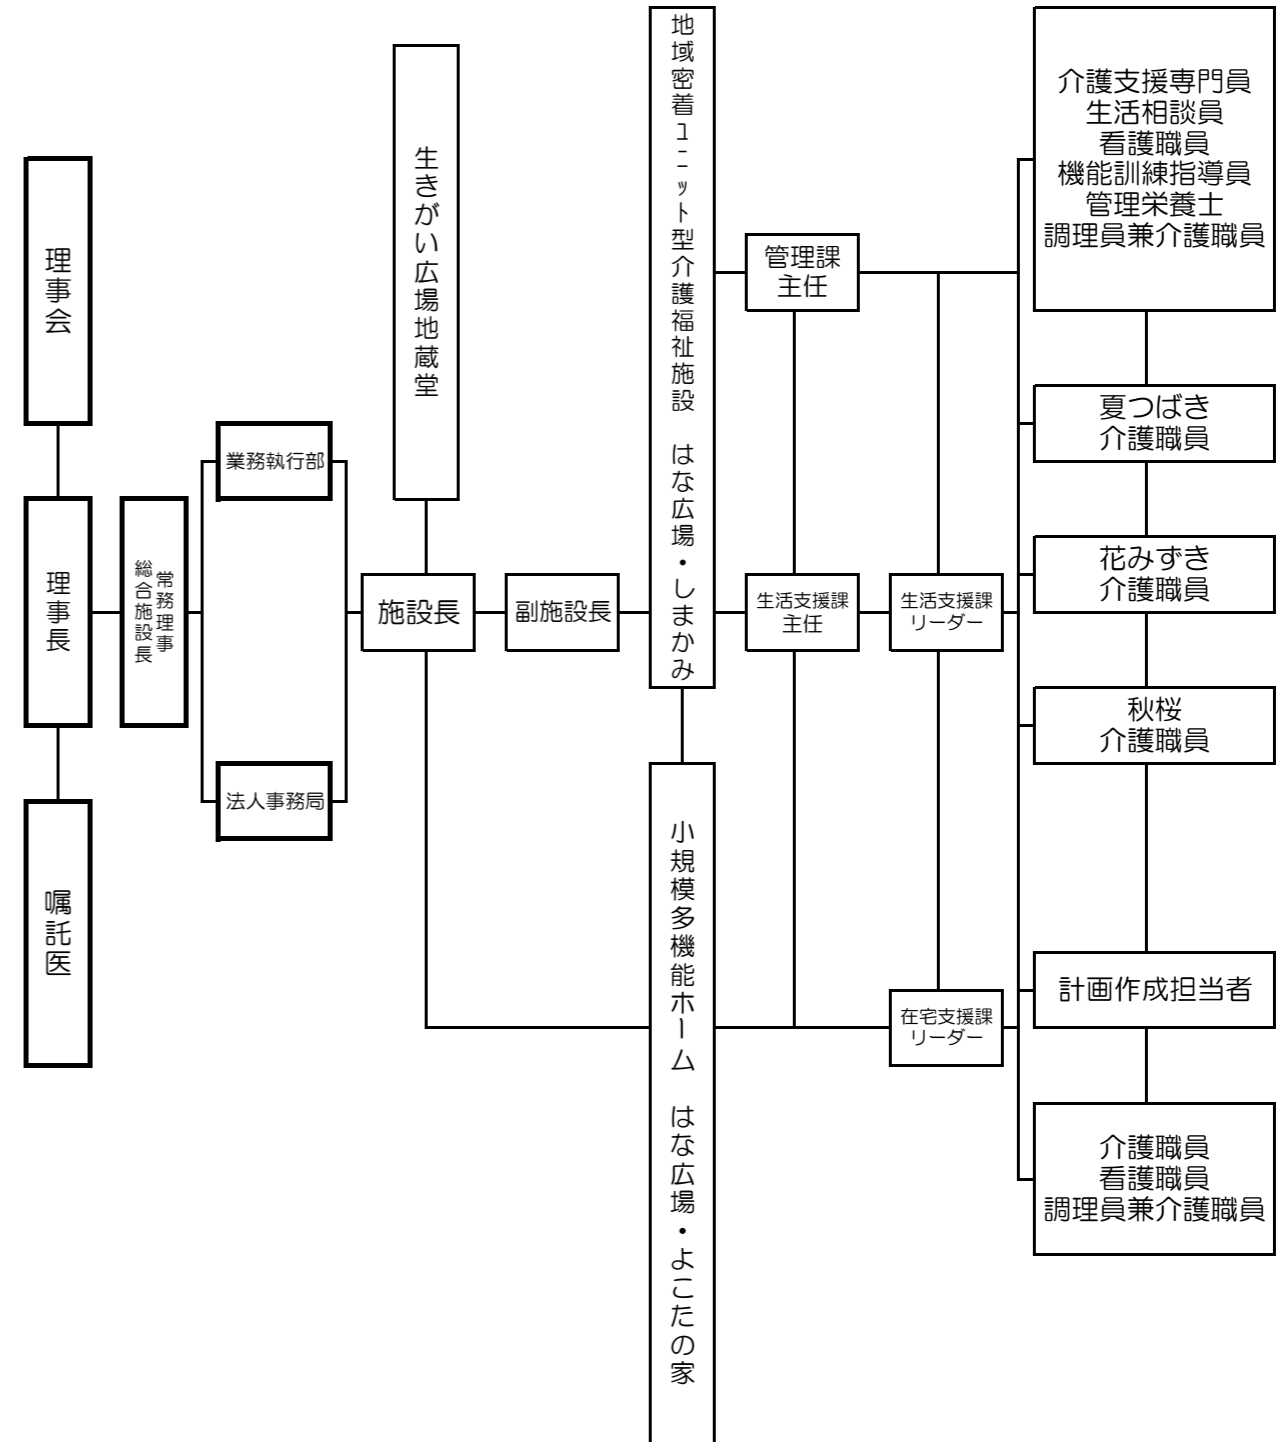 理事会
理事長
嘱託医
常務理事
総合施設長
業務執行部
法人事務局
生きがい広場地蔵堂
施設長
副施設長
地域密着ユニット型介護福祉施設　はな広場・しまかみ
小規模多機能ホーム　はな広場・よこたの家
管理課
主任
生活支援課
主任
生活支援課
リーダー
在宅支援課
リーダー
介護支援専門員
生活相談員
看護職員
機能訓練指導員
管理栄養士
調理員兼介護職員
夏つばき
介護職員
花みずき
介護職員
秋桜
介護職員
計画作成担当者
介護職員
看護職員
調理員兼介護職員